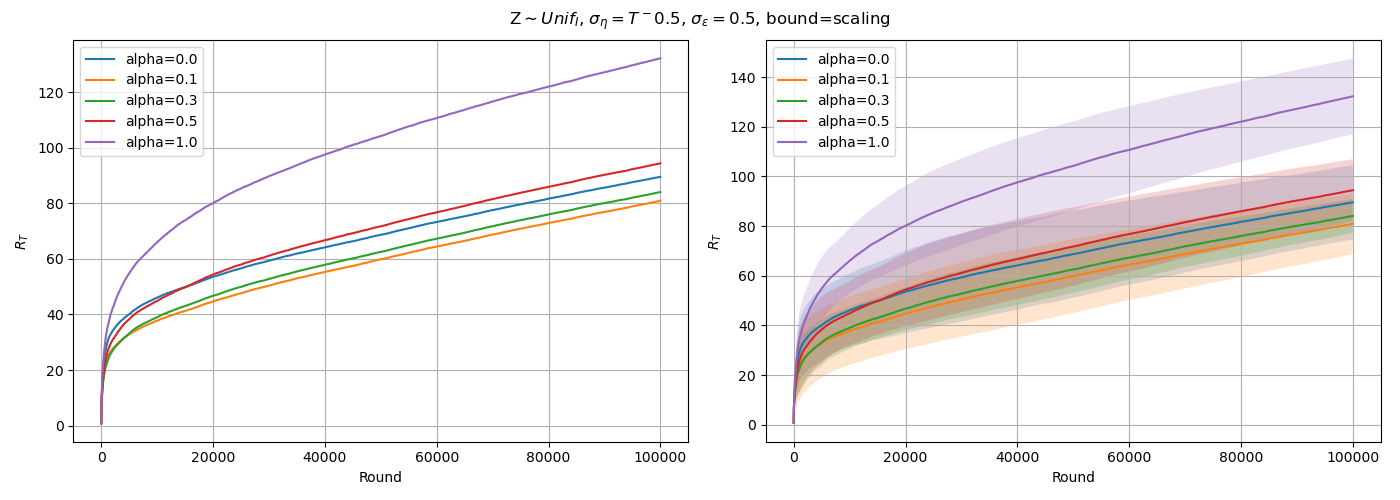 Z ∼ Unif_I, σ_η = T⁻0.5, σ_ε = 0.5, bound=scaling
R_T
120
100
80
60
40
20
0
alpha=0.0
alpha=0.1
alpha=0.3
alpha=0.5
alpha=1.0
0 20000 40000 60000 80000 100000
Round
R_T
140
120
100
80
60
40
20
0
alpha=0.0
alpha=0.1
alpha=0.3
alpha=0.5
alpha=1.0
0 20000 40000 60000 80000 100000
Round